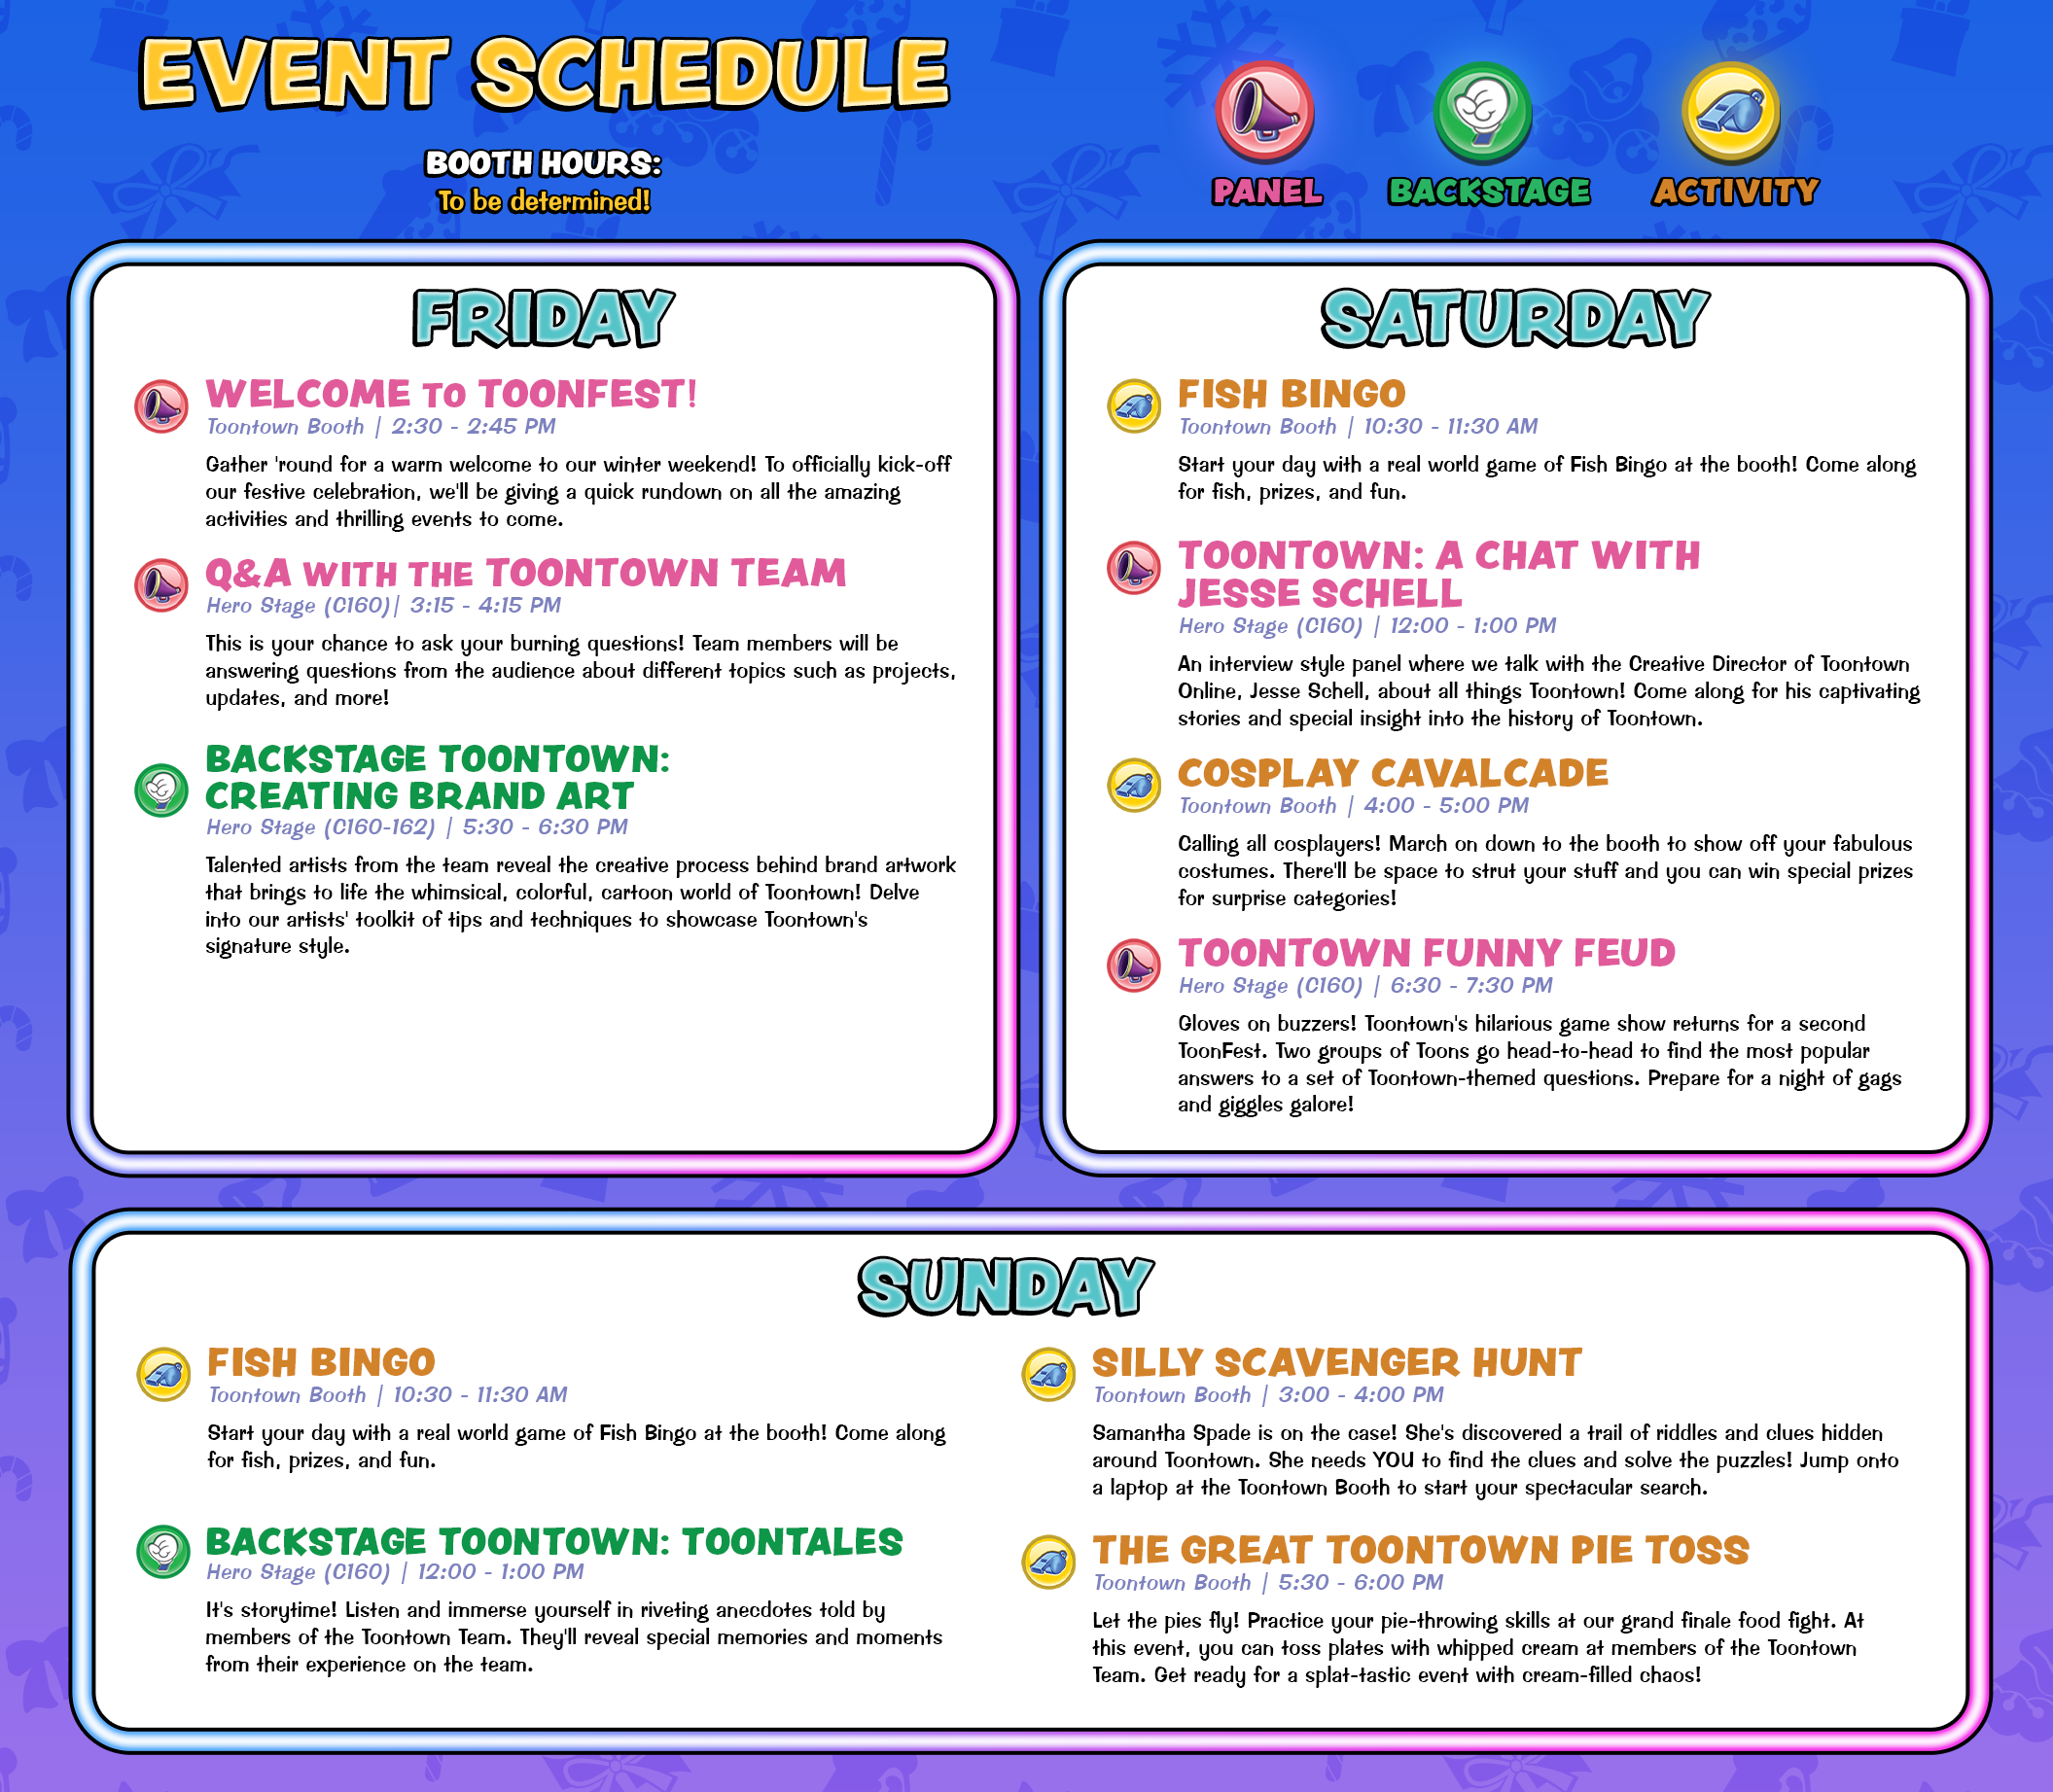 EVENT SCHEDULE
BOOTH HOURS:
To be determined!
PANEL
BACKSTAGE
ACTIVITY
FRIDAY
WELCOME TO TOONFEST!
Toontown Booth | 2:30 - 2:45 PM
Gather 'round for a warm welcome to our winter weekend! To officially kick-off
our festive celebration, we'll be giving a quick rundown on all the amazing
activities and thrilling events to come.
Q&A WITH THE TOONTOWN TEAM
Hero Stage (C160)| 3:15 - 4:15 PM
This is your chance to ask your burning questions! Team members will be
answering questions from the audience about different topics such as projects,
updates, and more!
BACKSTAGE TOONTOWN:
CREATING BRAND ART
Hero Stage (C160-162) | 5:30 - 6:30 PM
Talented artists from the team reveal the creative process behind brand artwork
that brings to life the whimsical, colorful, cartoon world of Toontown! Delve
into our artists' toolkit of tips and techniques to showcase Toontown's
signature style.
SATURDAY
FISH BINGO
Toontown Booth | 10:30 - 11:30 AM
Start your day with a real world game of Fish Bingo at the booth! Come along
for fish, prizes, and fun.
TOONTOWN: A CHAT WITH
JESSE SCHELL
Hero Stage (C160) | 12:00 - 1:00 PM
An interview style panel where we talk with the Creative Director of Toontown
Online, Jesse Schell, about all things Toontown! Come along for his captivating
stories and special insight into the history of Toontown.
COSPLAY CAVALCADE
Toontown Booth | 4:00 - 5:00 PM
Calling all cosplayers! March on down to the booth to show off your fabulous
costumes. There'll be space to strut your stuff and you can win special prizes
for surprise categories!
TOONTOWN FUNNY FEUD
Hero Stage (C160) | 6:30 - 7:30 PM
Gloves on buzzers! Toontown's hilarious game show returns for a second
ToonFest. Two groups of Toons go head-to-head to find the most popular
answers to a set of Toontown-themed questions. Prepare for a night of gags
and giggles galore!
SUNDAY
FISH BINGO
Toontown Booth | 10:30 - 11:30 AM
Start your day with a real world game of Fish Bingo at the booth! Come along
for fish, prizes, and fun.
BACKSTAGE TOONTOWN: TOONTALES
Hero Stage (C160) | 12:00 - 1:00 PM
It's storytime! Listen and immerse yourself in riveting anecdotes told by
members of the Toontown Team. They'll reveal special memories and moments
from their experience on the team.
SILLY SCAVENGER HUNT
Toontown Booth | 3:00 - 4:00 PM
Samantha Spade is on the case! She's discovered a trail of riddles and clues hidden
around Toontown. She needs YOU to find the clues and solve the puzzles! Jump onto
a laptop at the Toontown Booth to start your spectacular search.
THE GREAT TOONTOWN PIE TOSS
Toontown Booth | 5:30 - 6:00 PM
Let the pies fly! Practice your pie-throwing skills at our grand finale food fight. At
this event, you can toss plates with whipped cream at members of the Toontown
Team. Get ready for a splat-tastic event with cream-filled chaos!